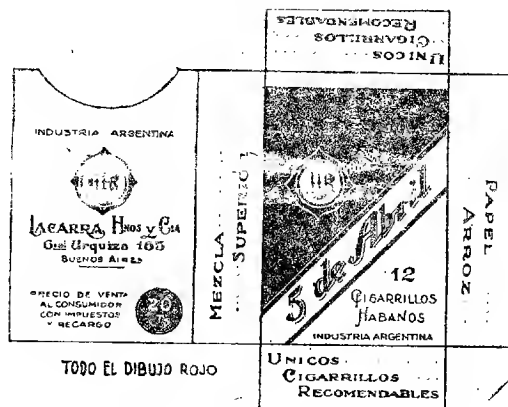 UNICOS
CIGARRILLOS
RECOMENDABLES
INDUSTRIA ARGENTINA
LACARRA, HNOS Y CIA
Gral Urquiza 165
BUENOS AIRES
PRECIO DE VENTA
AL CONSUMIDOR
CON IMPUESTOS
Y RECARGO
20
MEZCLA
SUPERIOR
5 de Abril
12
CIGARRILLOS
HABANOS
INDUSTRIA ARGENTINA
PAPEL
ARROZ
UNICOS
CIGARRILLOS
RECOMENDABLES
TODO EL DIBUJO ROJO